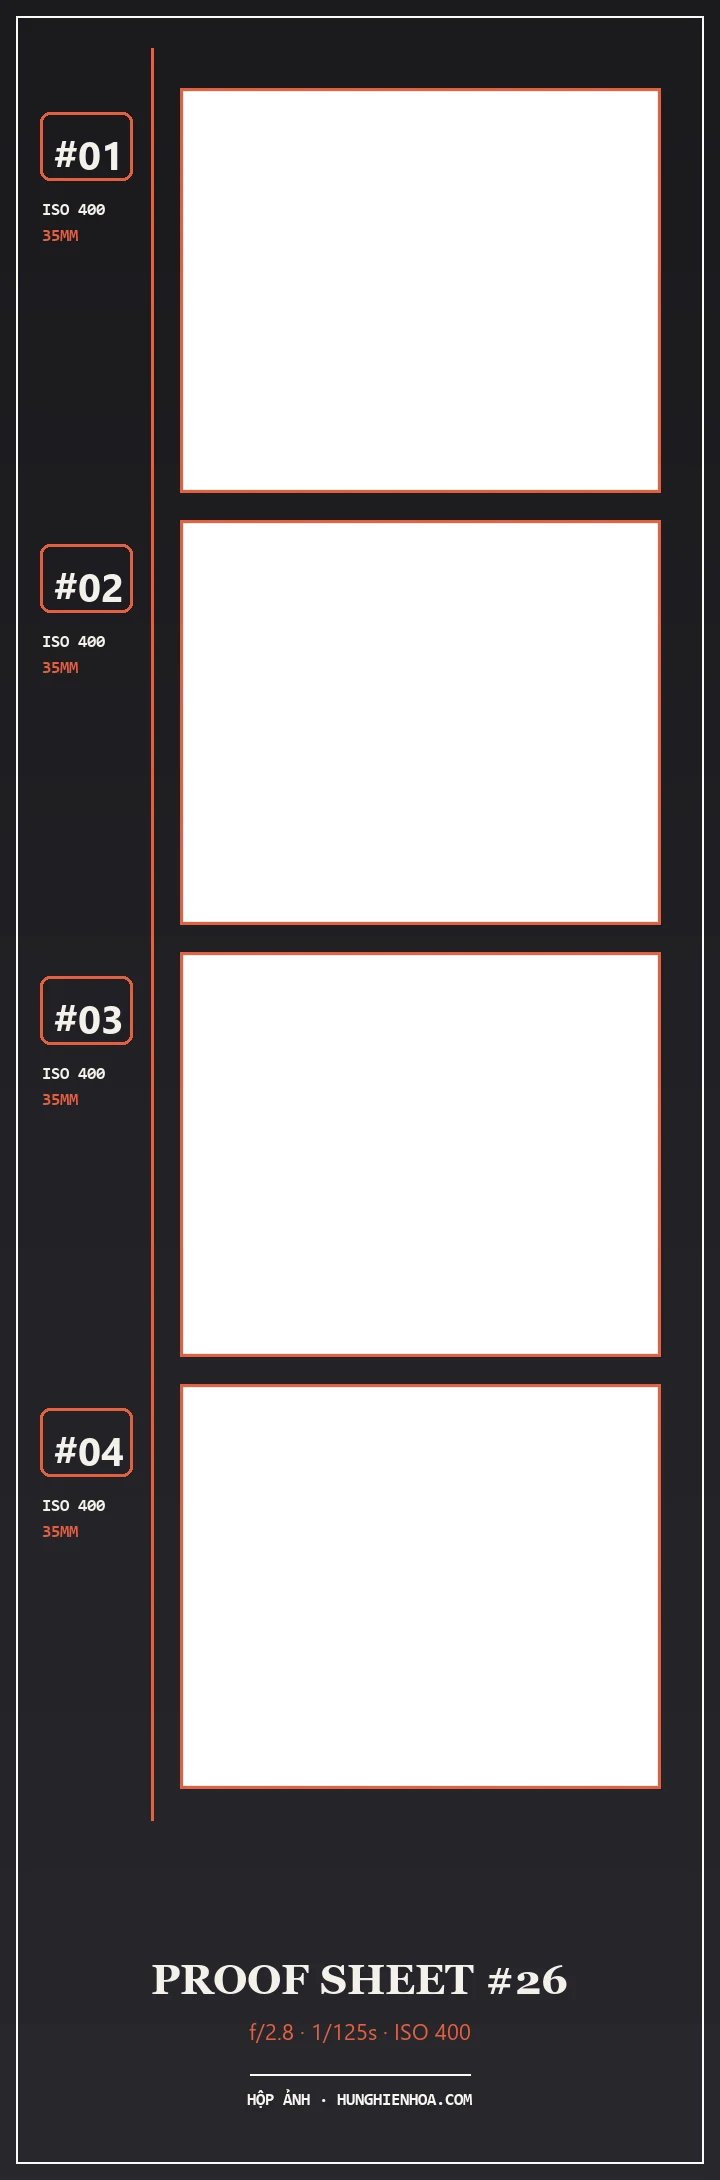 #01
ISO 400
35MM
#02
ISO 400
35MM
#03
ISO 400
35MM
#04
ISO 400
35MM
PROOF SHEET #26
f/2.8 · 1/125s · ISO 400
HỘP ẢNH · HUNGHIENHOA.COM